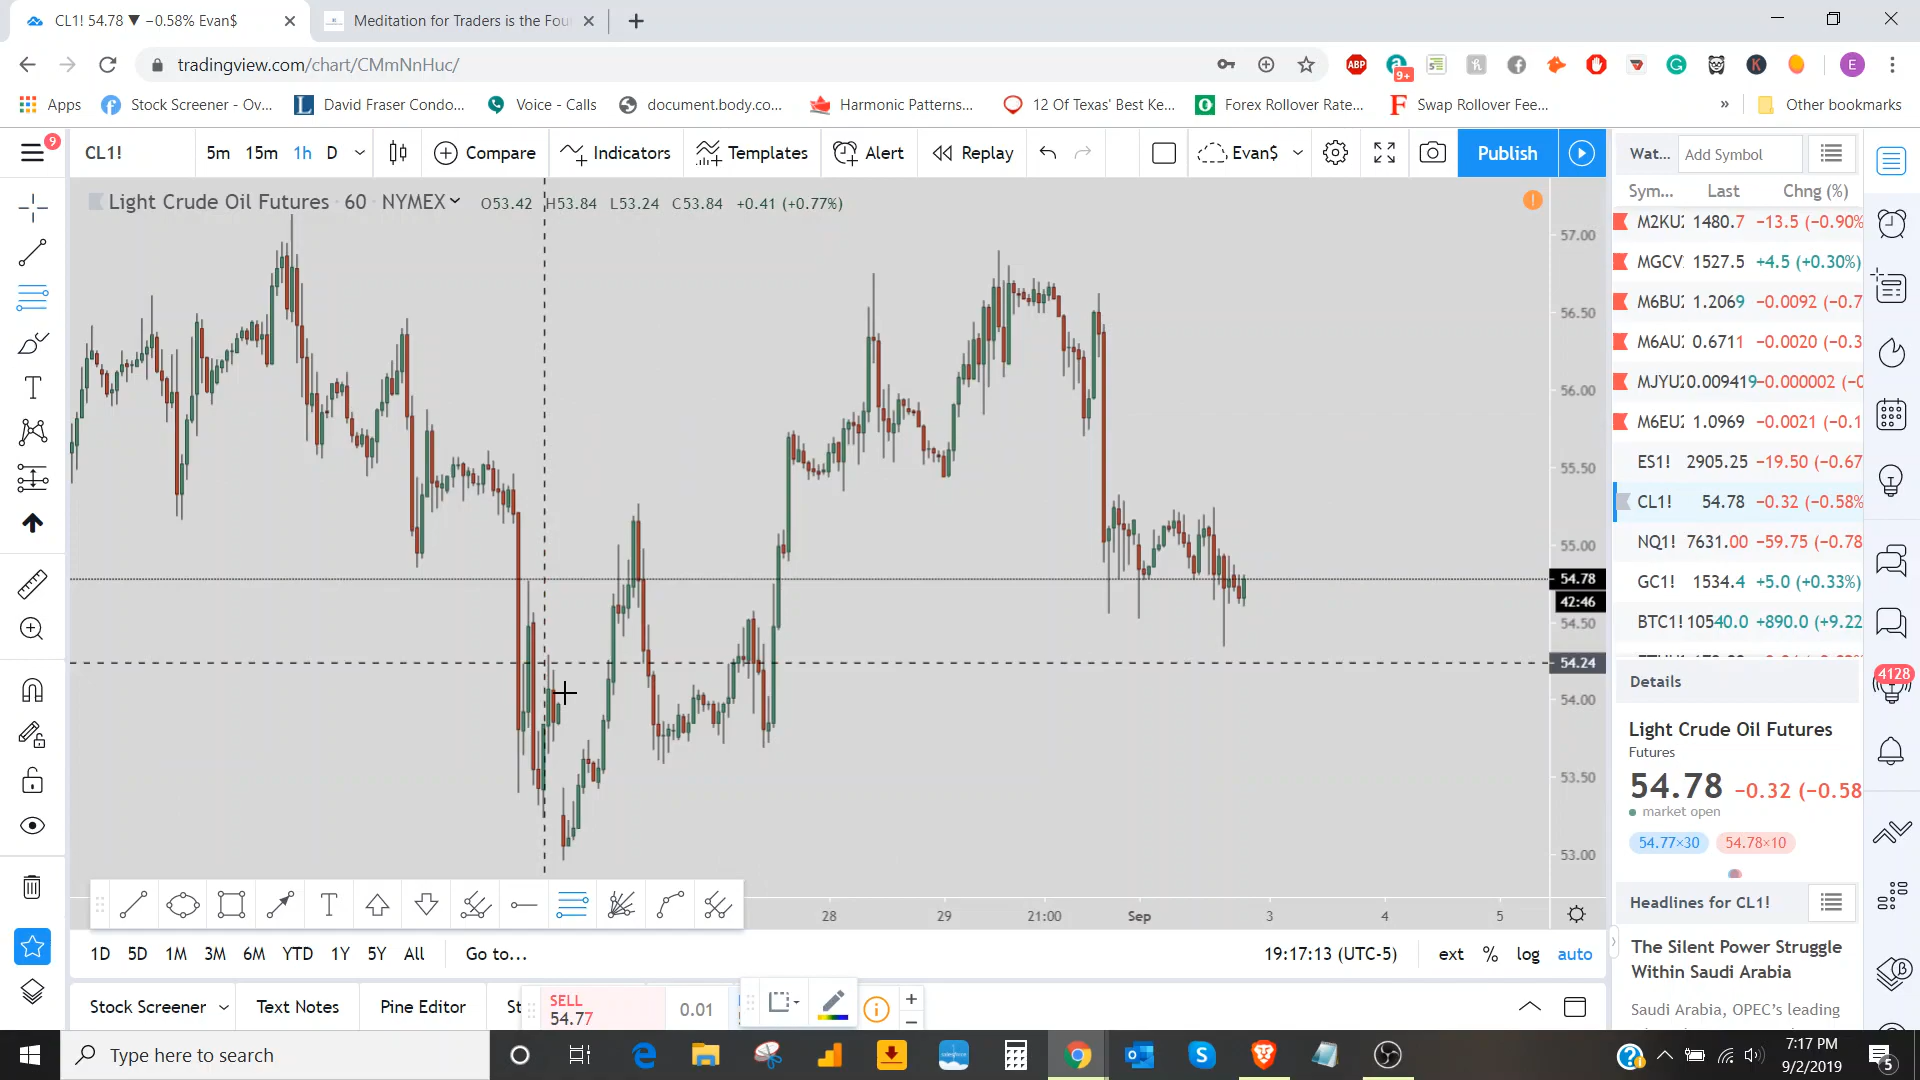 CL1! 54.78 ▼ −0.58% Evan$
Meditation for Traders is the Fou
tradingview.com/chart/CMmNnHuc/
ABP
9+
E
Apps
Stock Screener - Ov...
David Fraser Condo...
Voice - Calls
document.body.co...
Harmonic Patterns...
12 Of Texas' Best Ke...
Forex Rollover Rate...
Swap Rollover Fee...
»
Other bookmarks
9
CL1!
5m 15m 1h D
Compare
Indicators
Templates
Alert
Replay
Evan$
Publish
Wat...
Add Symbol
Light Crude Oil Futures · 60 · NYMEX
O53.42 H53.84 L53.24 C53.84 +0.41 (+0.77%)
Sym... Last Chng (%)
M2KU 1480.7 −13.5 (−0.90%
MGCV 1527.5 +4.5 (+0.30%)
M6BU 1.2069 −0.0092 (−0.7
M6AU 0.6711 −0.0020 (−0.3
MJYU 0.009419 −0.000002 (−0
M6EU 1.0969 −0.0021 (−0.1
ES1! 2905.25 −19.50 (−0.67
CL1! 54.78 −0.32 (−0.58%
NQ1! 7631.00 −59.75 (−0.78
GC1! 1534.4 +5.0 (+0.33%)
BTC1! 10540.0 +890.0 (+9.22
57.00
56.50
56.00
55.50
55.00
54.78
42:46
54.50
54.24
54.00
53.50
53.00
28 29 21:00 Sep 3 4 5
Details
Light Crude Oil Futures
Futures
54.78 −0.32 (−0.58
market open
54.77×30 54.78×10
4128
Headlines for CL1!
The Silent Power Struggle
Within Saudi Arabia
Saudi Arabia, OPEC's leading
1D 5D 1M 3M 6M YTD 1Y 5Y All
Go to...
19:17:13 (UTC-5)
ext % log auto
Stock Screener
Text Notes
Pine Editor
St
SELL
54.77
0.01
Type here to search
7:17 PM
9/2/2019
5